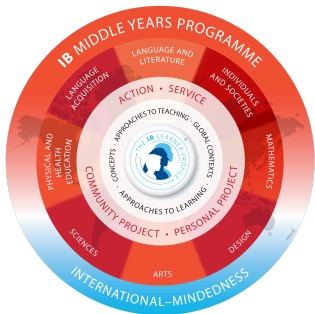 IB MIDDLE YEARS PROGRAMME
LANGUAGE AND
LITERATURE
LANGUAGE
ACQUISITION
INDIVIDUALS
AND SOCIETIES
PHYSICAL AND
HEALTH
EDUCATION
MATHEMATICS
SCIENCES
DESIGN
ARTS
ACTION • SERVICE
COMMUNITY PROJECT • PERSONAL PROJECT
APPROACHES TO TEACHING · GLOBAL CONTEXTS ·
CONCEPTS ·
APPROACHES TO LEARNING ·
THE IB LEARNER PROFILE
INTERNATIONAL-MINDEDNESS